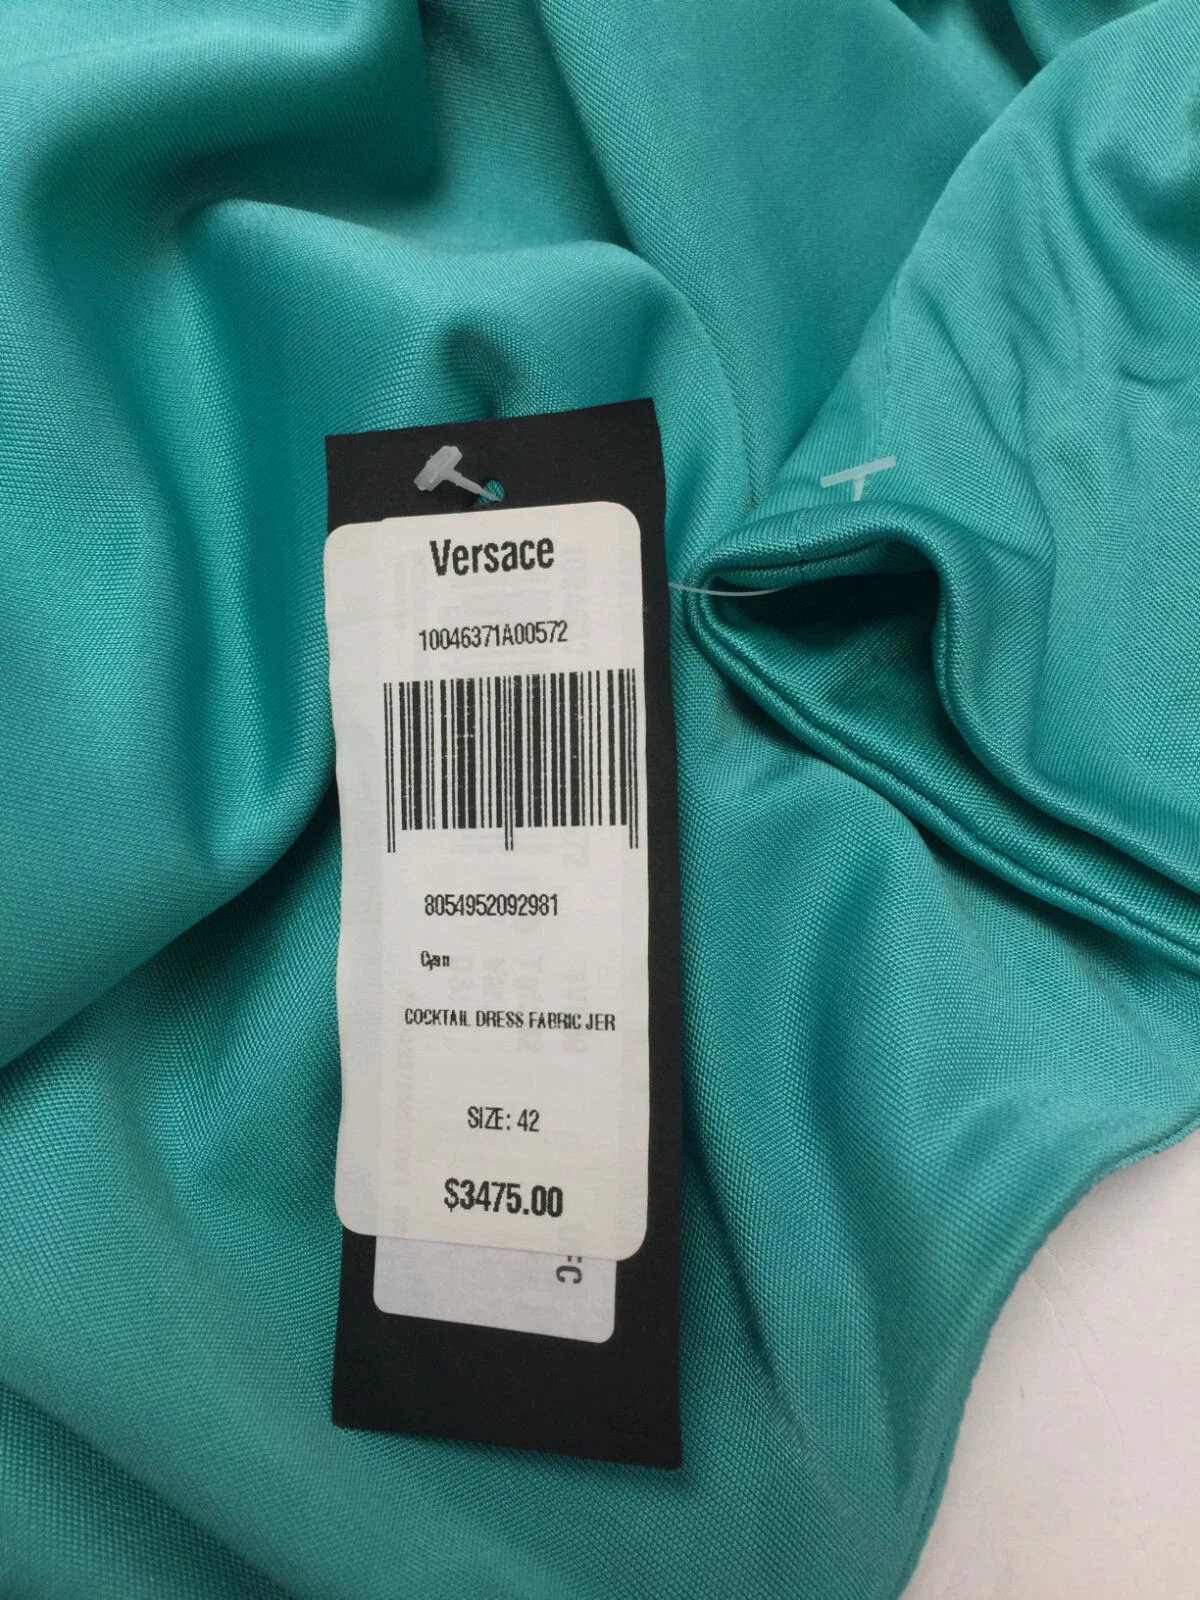 Versace
10046371A00572
8054952092981
Cyan
COCKTAIL DRESS FABRIC JER
SIZE: 42
$3475.00